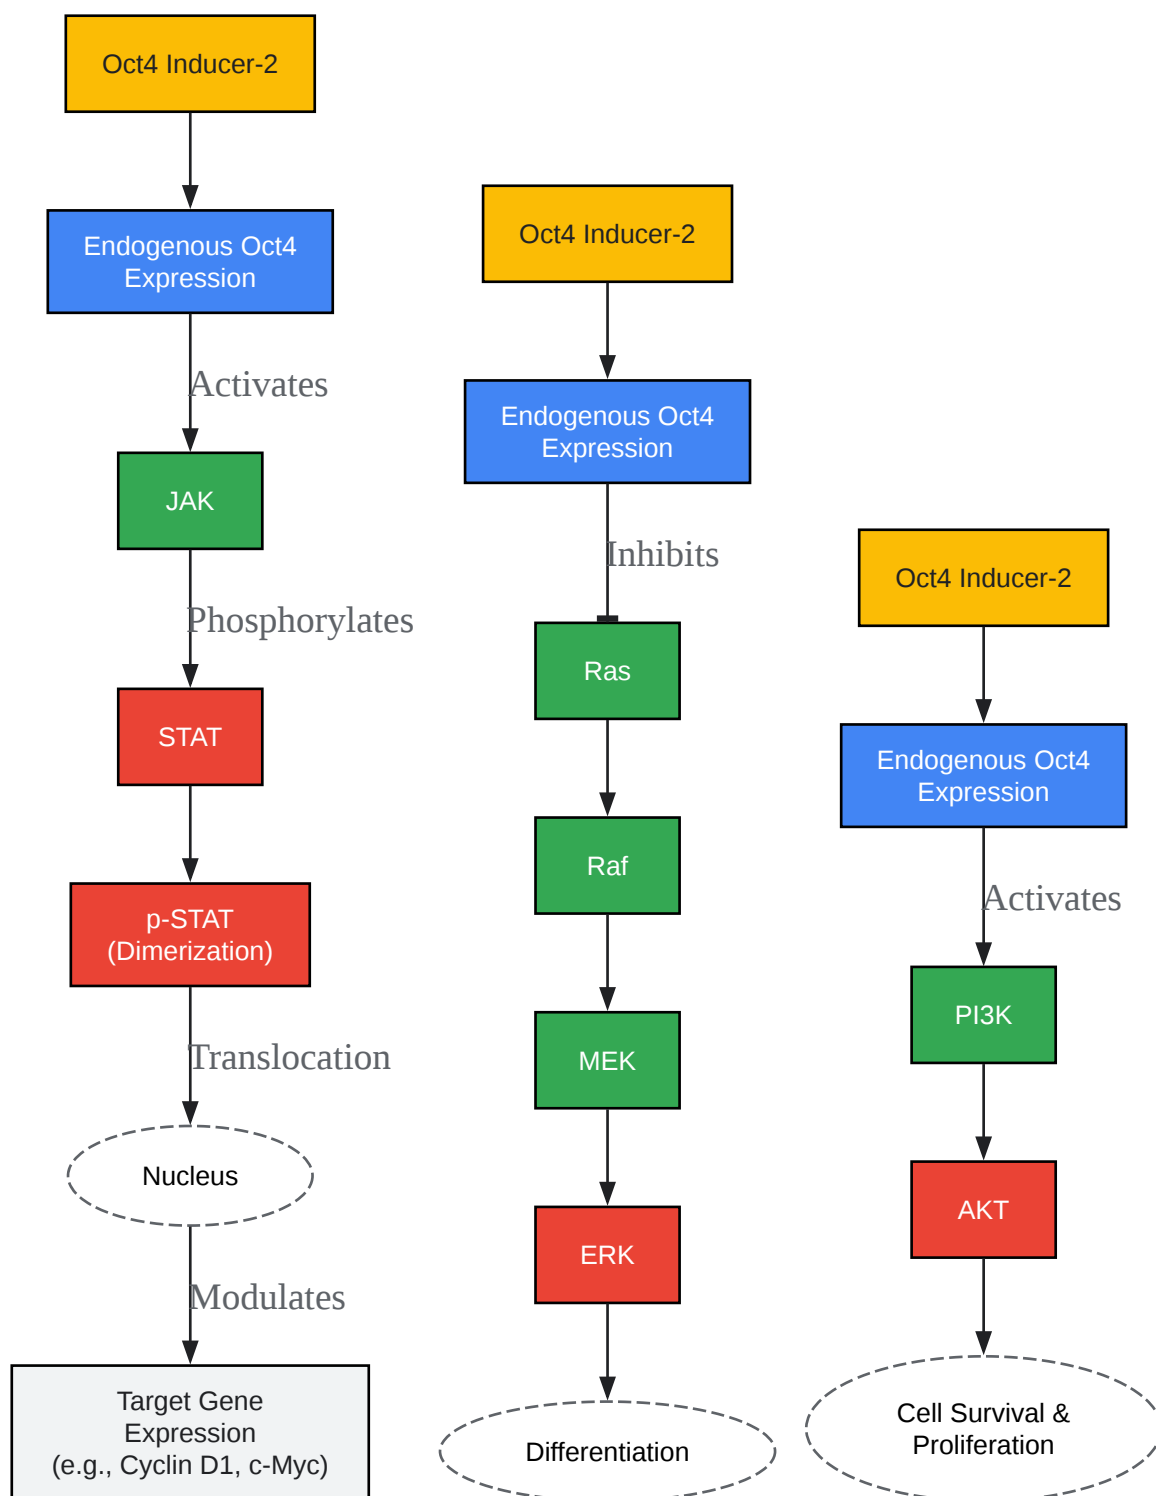 Oct4 Inducer-2
Endogenous Oct4
Expression
Activates
JAK
Phosphorylates
STAT
p-STAT
(Dimerization)
Translocation
Nucleus
Modulates
Target Gene
Expression
(e.g., Cyclin D1, c-Myc)
Oct4 Inducer-2
Endogenous Oct4
Expression
Inhibits
Ras
Raf
MEK
ERK
Differentiation
Oct4 Inducer-2
Endogenous Oct4
Expression
Activates
PI3K
AKT
Cell Survival &
Proliferation